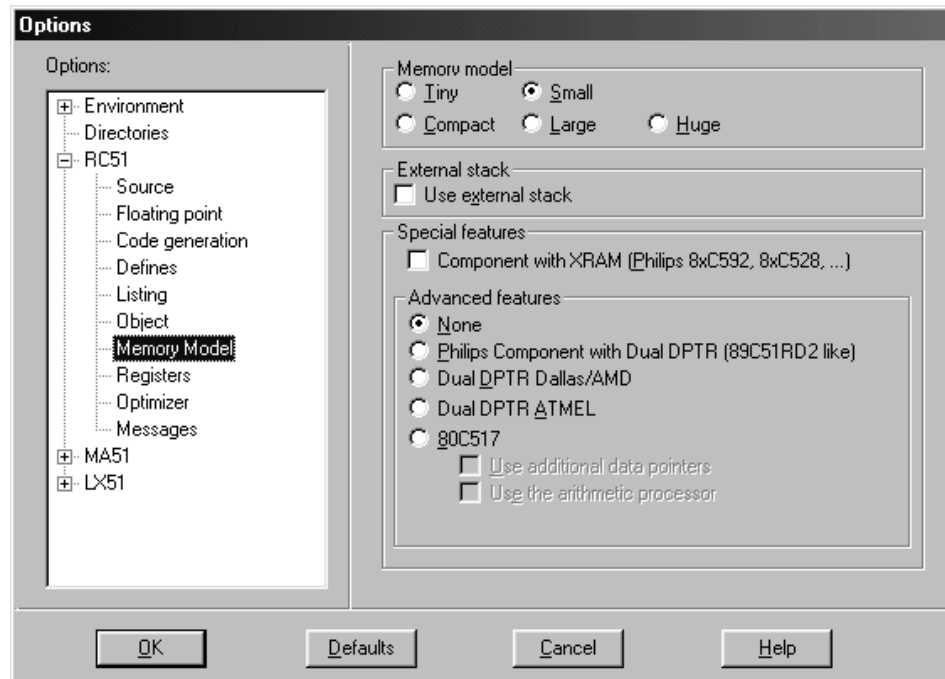 Options
Options:
Environment
Directories
RC51
Source
Floating point
Code generation
Defines
Listing
Object
Memory Model
Registers
Optimizer
Messages
MA51
LX51
Memory model
Tiny Small
Compact Large Huge
External stack
Use external stack
Special features
Component with XRAM (Philips 8xC592, 8xC528, ...)
Advanced features
None
Philips Component with Dual DPTR (89C51RD2 like)
Dual DPTR Dallas/AMD
Dual DPTR ATMEL
80C517
Use additional data pointers
Use the arithmetic processor
OK Defaults Cancel Help